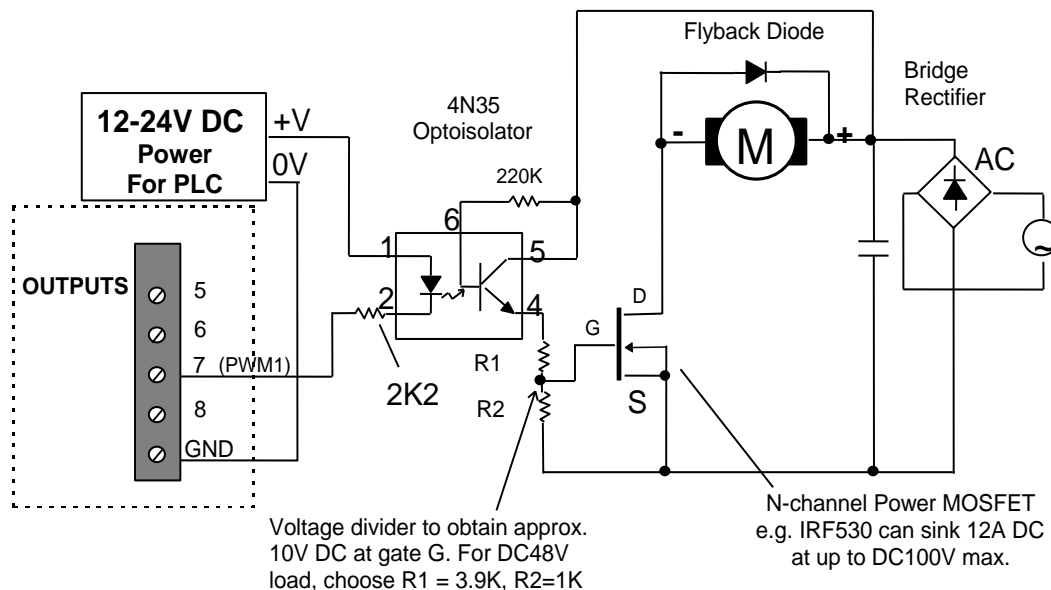 Flyback Diode
Bridge
Rectifier
4N35
Optoisolator
12-24V DC
Power
For PLC
+V
0V
220K
- M +
AC
~
6
1
5
2
4
OUTPUTS
5
6
7 (PWM1)
8
GND
2K2
R1
R2
D
G
S
Voltage divider to obtain approx.
10V DC at gate G. For DC48V
load, choose R1 = 3.9K, R2=1K
N-channel Power MOSFET
e.g. IRF530 can sink 12A DC
at up to DC100V max.